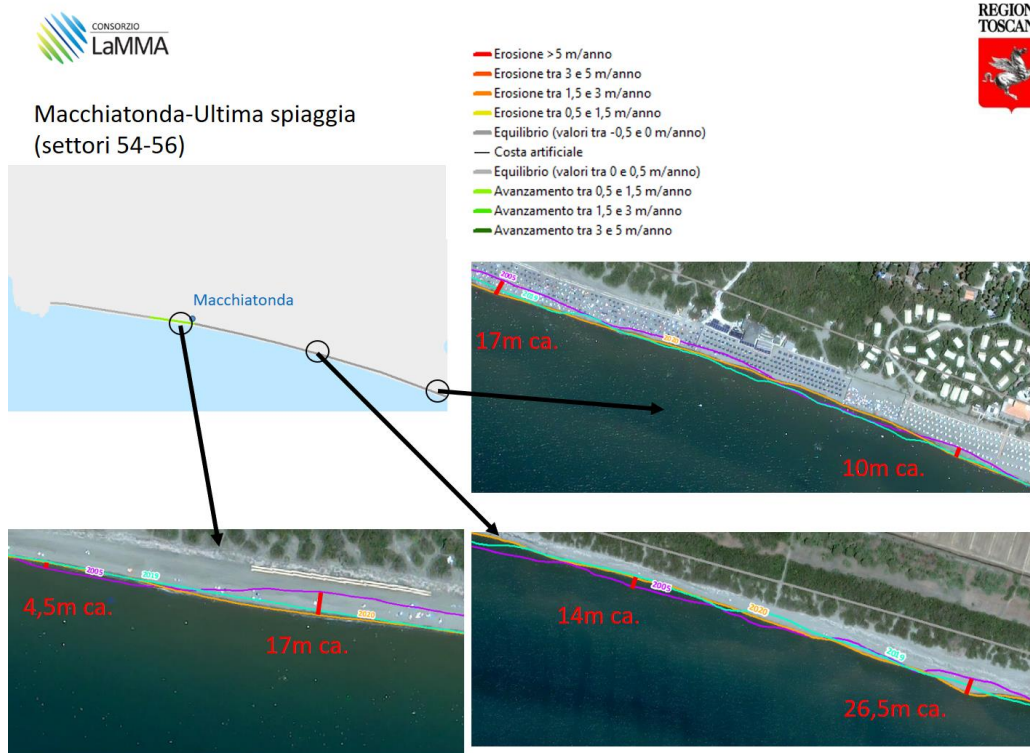 CONSORZIO
LaMMA
REGIONE
TOSCANA
Macchiatonda-Ultima spiaggia
(settori 54-56)
Erosione >5 m/anno
Erosione tra 3 e 5 m/anno
Erosione tra 1,5 e 3 m/anno
Erosione tra 0,5 e 1,5 m/anno
Equilibrio (valori tra -0,5 e 0 m/anno)
Costa artificiale
Equilibrio (valori tra 0 e 0,5 m/anno)
Avanzamento tra 0,5 e 1,5 m/anno
Avanzamento tra 1,5 e 3 m/anno
Avanzamento tra 3 e 5 m/anno
Macchiatonda
2005
2019
2020
17m ca.
10m ca.
2005
2019
2020
4,5m ca.
17m ca.
2005
2020
2019
14m ca.
26,5m ca.